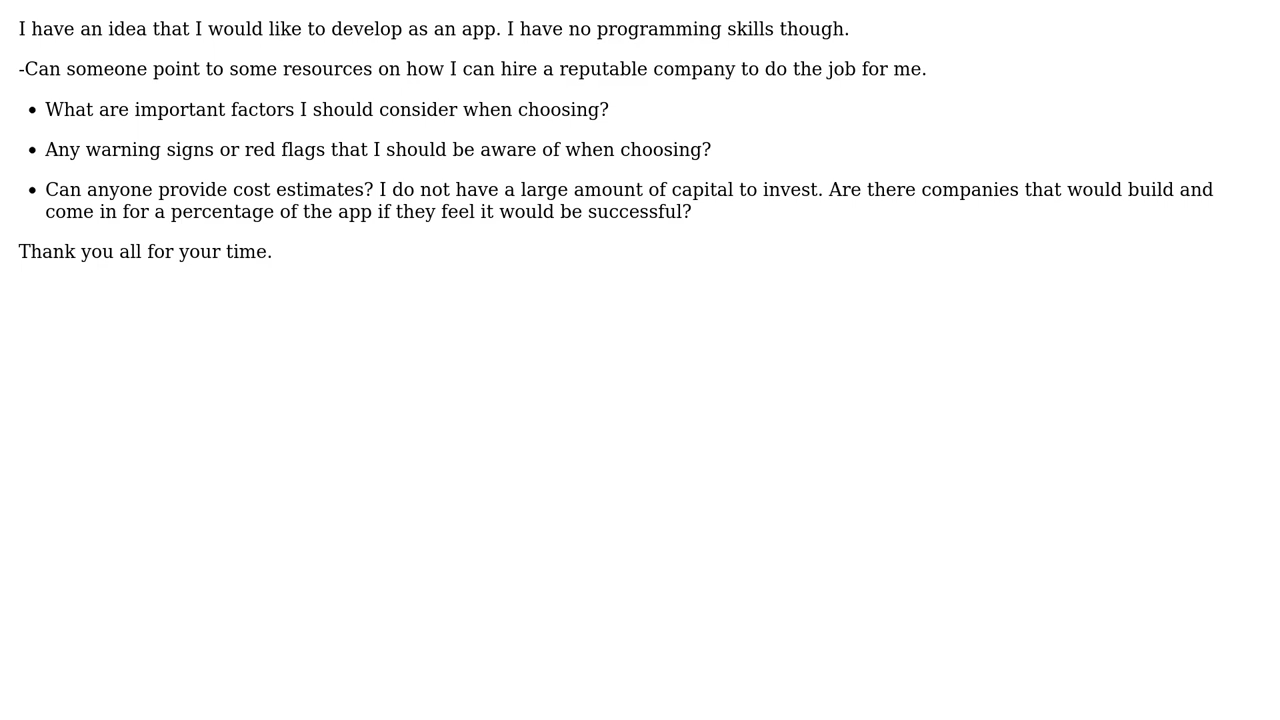 I have an idea that I would like to develop as an app. I have no programming skills though.
-Can someone point to some resources on how I can hire a reputable company to do the job for me.
• What are important factors I should consider when choosing?
• Any warning signs or red flags that I should be aware of when choosing?
• Can anyone provide cost estimates? I do not have a large amount of capital to invest. Are there companies that would build and
come in for a percentage of the app if they feel it would be successful?
Thank you all for your time.